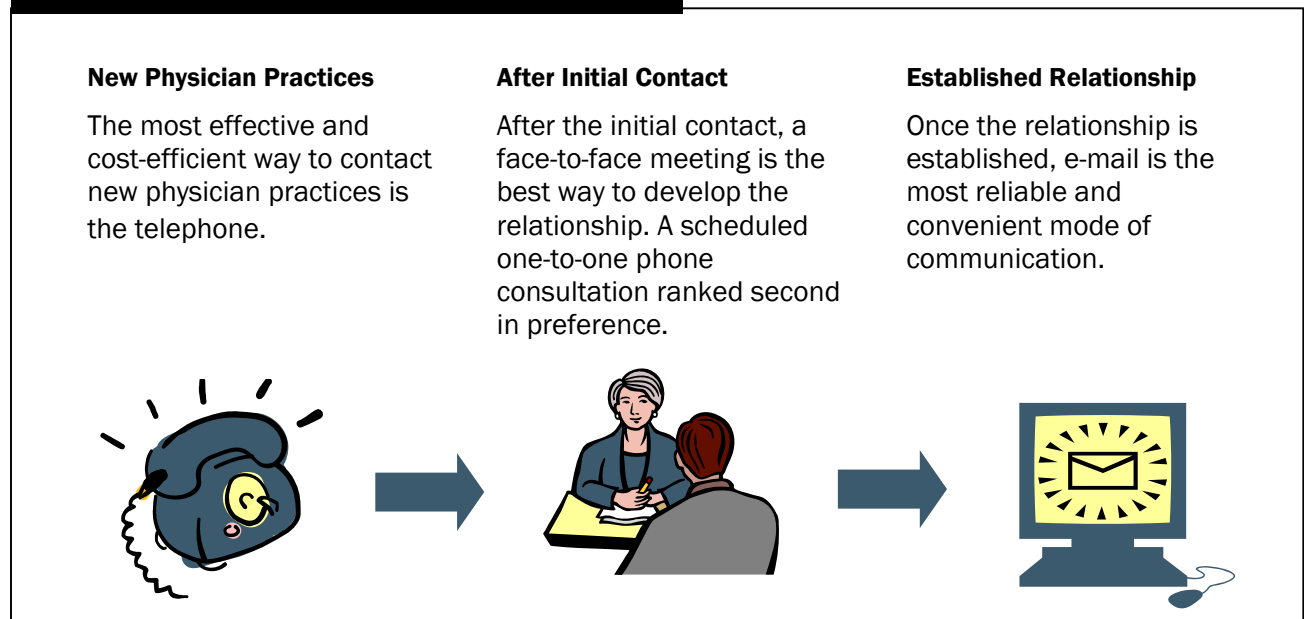 New Physician Practices
The most effective and
cost-efficient way to contact
new physician practices is
the telephone.
After Initial Contact
After the initial contact, a
face-to-face meeting is the
best way to develop the
relationship. A scheduled
one-to-one phone
consultation ranked second
in preference.
Established Relationship
Once the relationship is
established, e-mail is the
most reliable and
convenient mode of
communication.